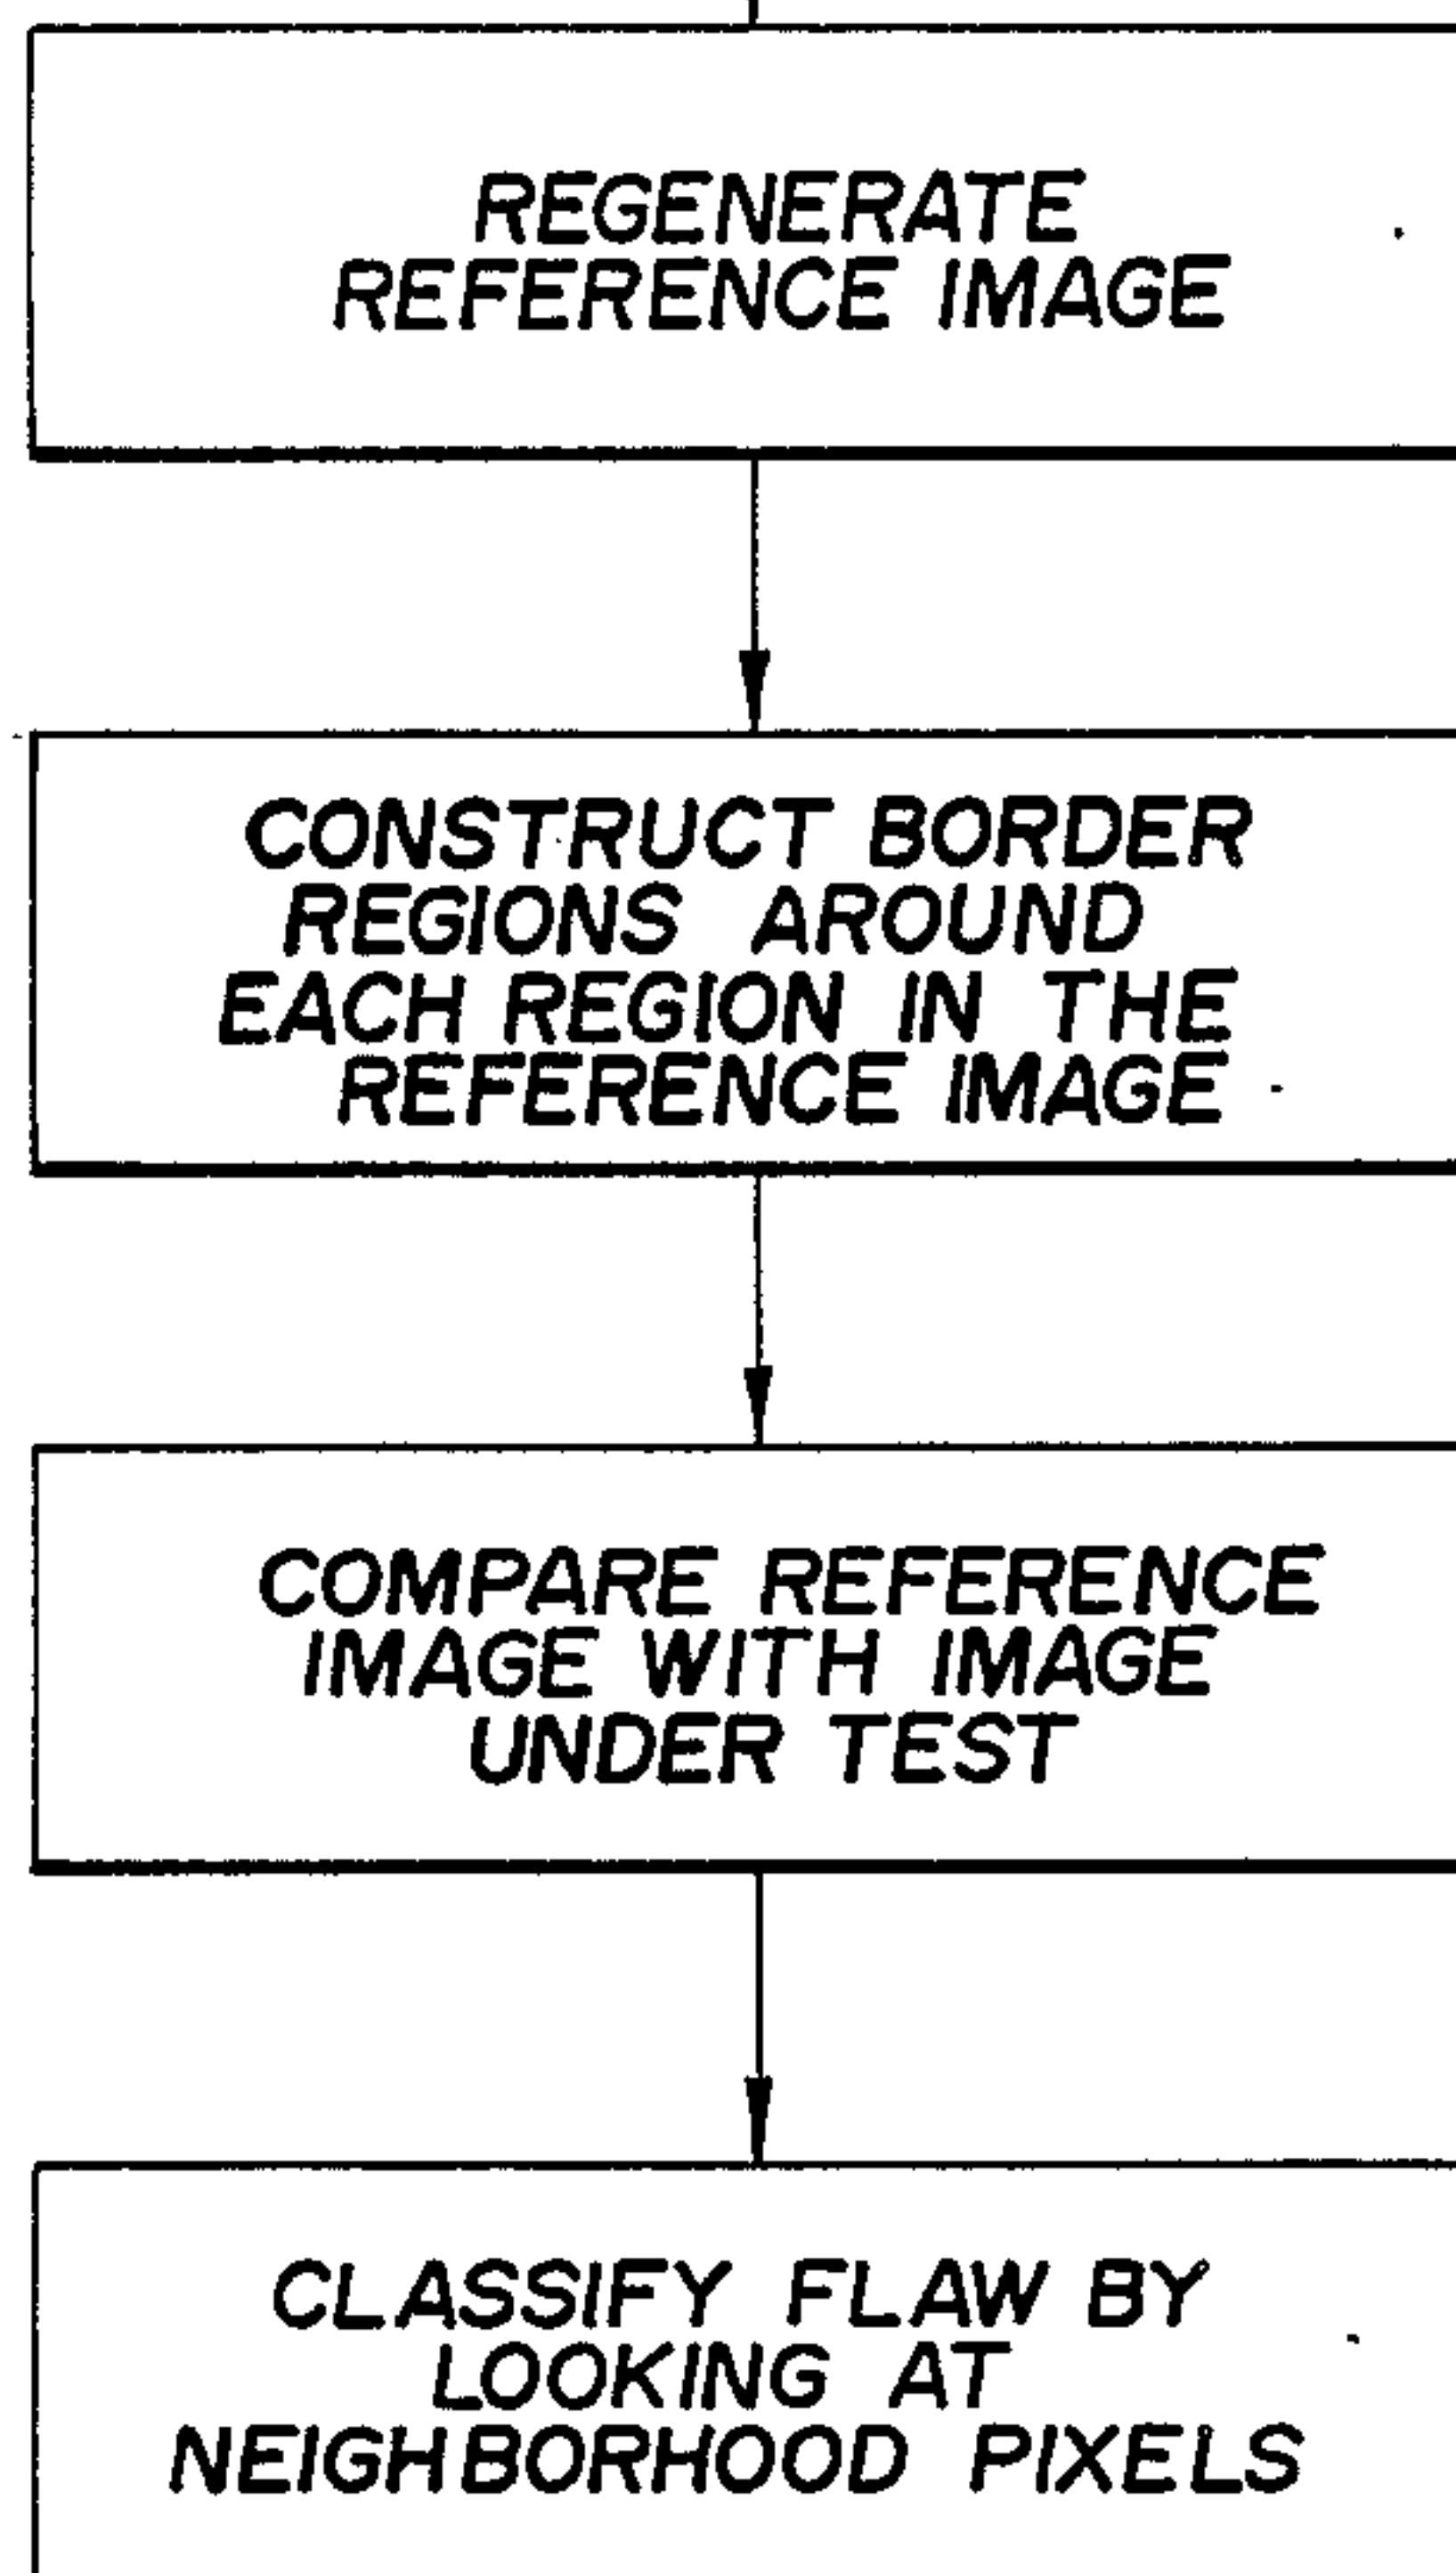 REGENERATE
REFERENCE IMAGE
CONSTRUCT BORDER
REGIONS AROUND
EACH REGION IN THE
REFERENCE IMAGE
COMPARE REFERENCE
IMAGE WITH IMAGE
UNDER TEST
CLASSIFY FLAW BY
LOOKING AT
NEIGHBORHOOD PIXELS